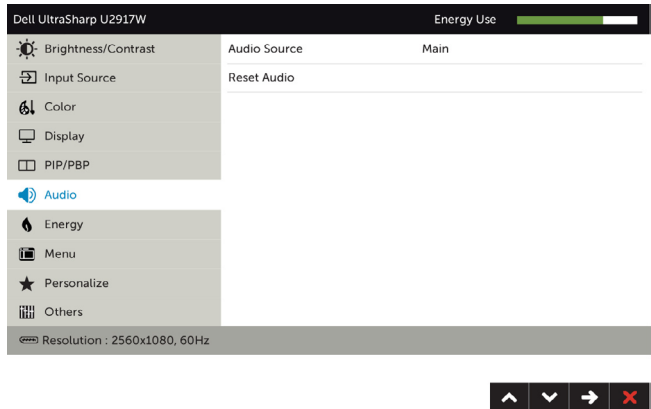 Dell UltraSharp U2917W Energy Use
Brightness/Contrast Audio Source Main
Input Source Reset Audio
Color
Display
PIP/PBP
Audio
Energy
Menu
Personalize
Others
Resolution : 2560x1080, 60Hz